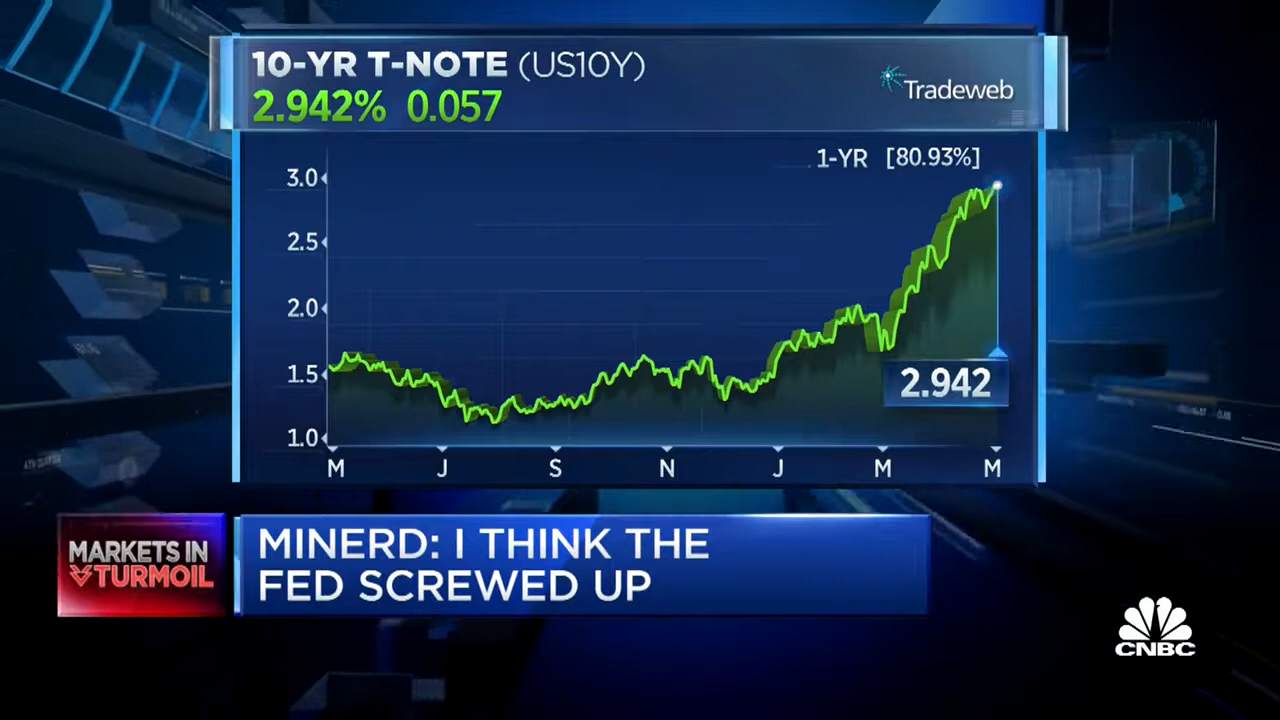 10-YR T-NOTE (US10Y)
2.942% 0.057
Tradeweb
1-YR [80.93%]
3.0
2.5
2.0
1.5
1.0
2.942
M J S N J M M
MARKETS IN
TURMOIL
MINERD: I THINK THE
FED SCREWED UP
CNBC